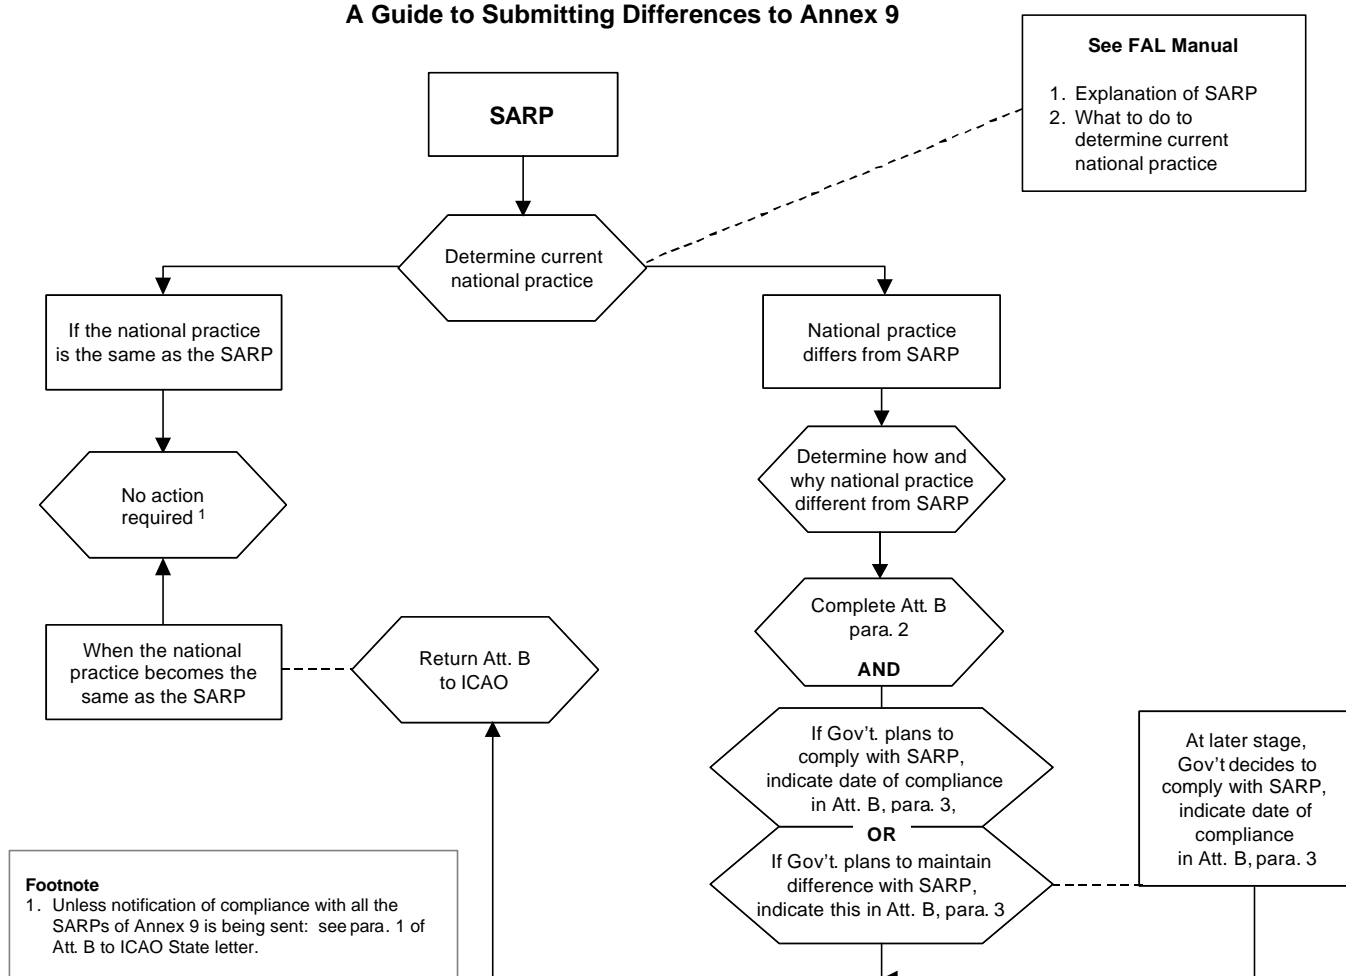 A Guide to Submitting Differences to Annex 9
See FAL Manual
1. Explanation of SARP
2. What to do to
determine current
national practice
SARP
Determine current
national practice
If the national practice
is the same as the SARP
National practice
differs from SARP
No action
required 1
Determine how and
why national practice
different from SARP
Complete Att. B
para. 2
AND
When the national
practice becomes the
same as the SARP
Return Att. B
to ICAO
If Gov't. plans to
comply with SARP,
indicate date of compliance
in Att. B, para. 3,
OR
If Gov't. plans to maintain
difference with SARP,
indicate this in Att. B, para. 3
At later stage,
Gov't decides to
comply with SARP,
indicate date of
compliance
in Att. B, para. 3
Footnote
1. Unless notification of compliance with all the
SARPs of Annex 9 is being sent: see para. 1 of
Att. B to ICAO State letter.